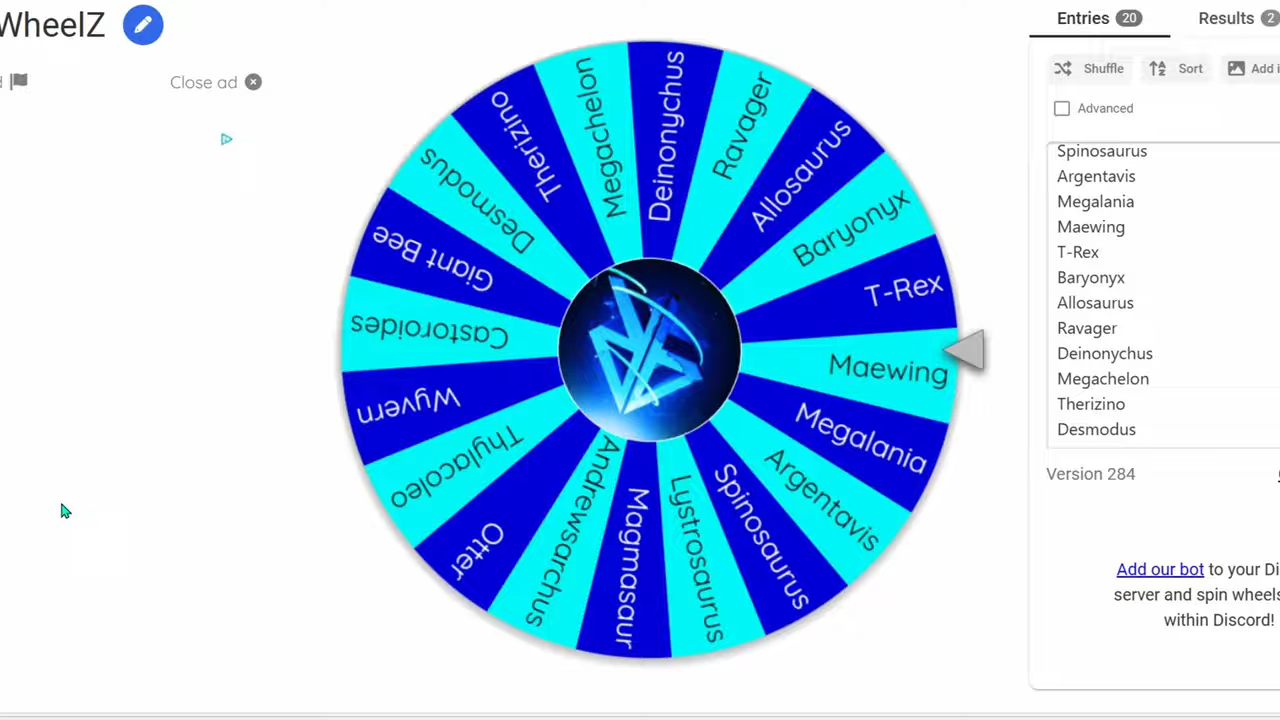 WheelZ
Close ad
Deinonychus
Ravager
Allosaurus
Baryonyx
T-Rex
Maewing
Megalania
Argentavis
Spinosaurus
Lystrosaurus
Magmasaur
Andrewsarchus
Otter
Thylacoleo
Wyvern
Castoroides
Giant Bee
Desmodus
Therizino
Megachelon
Entries 20
Results 2
Shuffle
Sort
Add i
Advanced
Spinosaurus
Argentavis
Megalania
Maewing
T-Rex
Baryonyx
Allosaurus
Ravager
Deinonychus
Megachelon
Therizino
Desmodus
Version 284
Add our bot to your Di
server and spin wheels
within Discord!